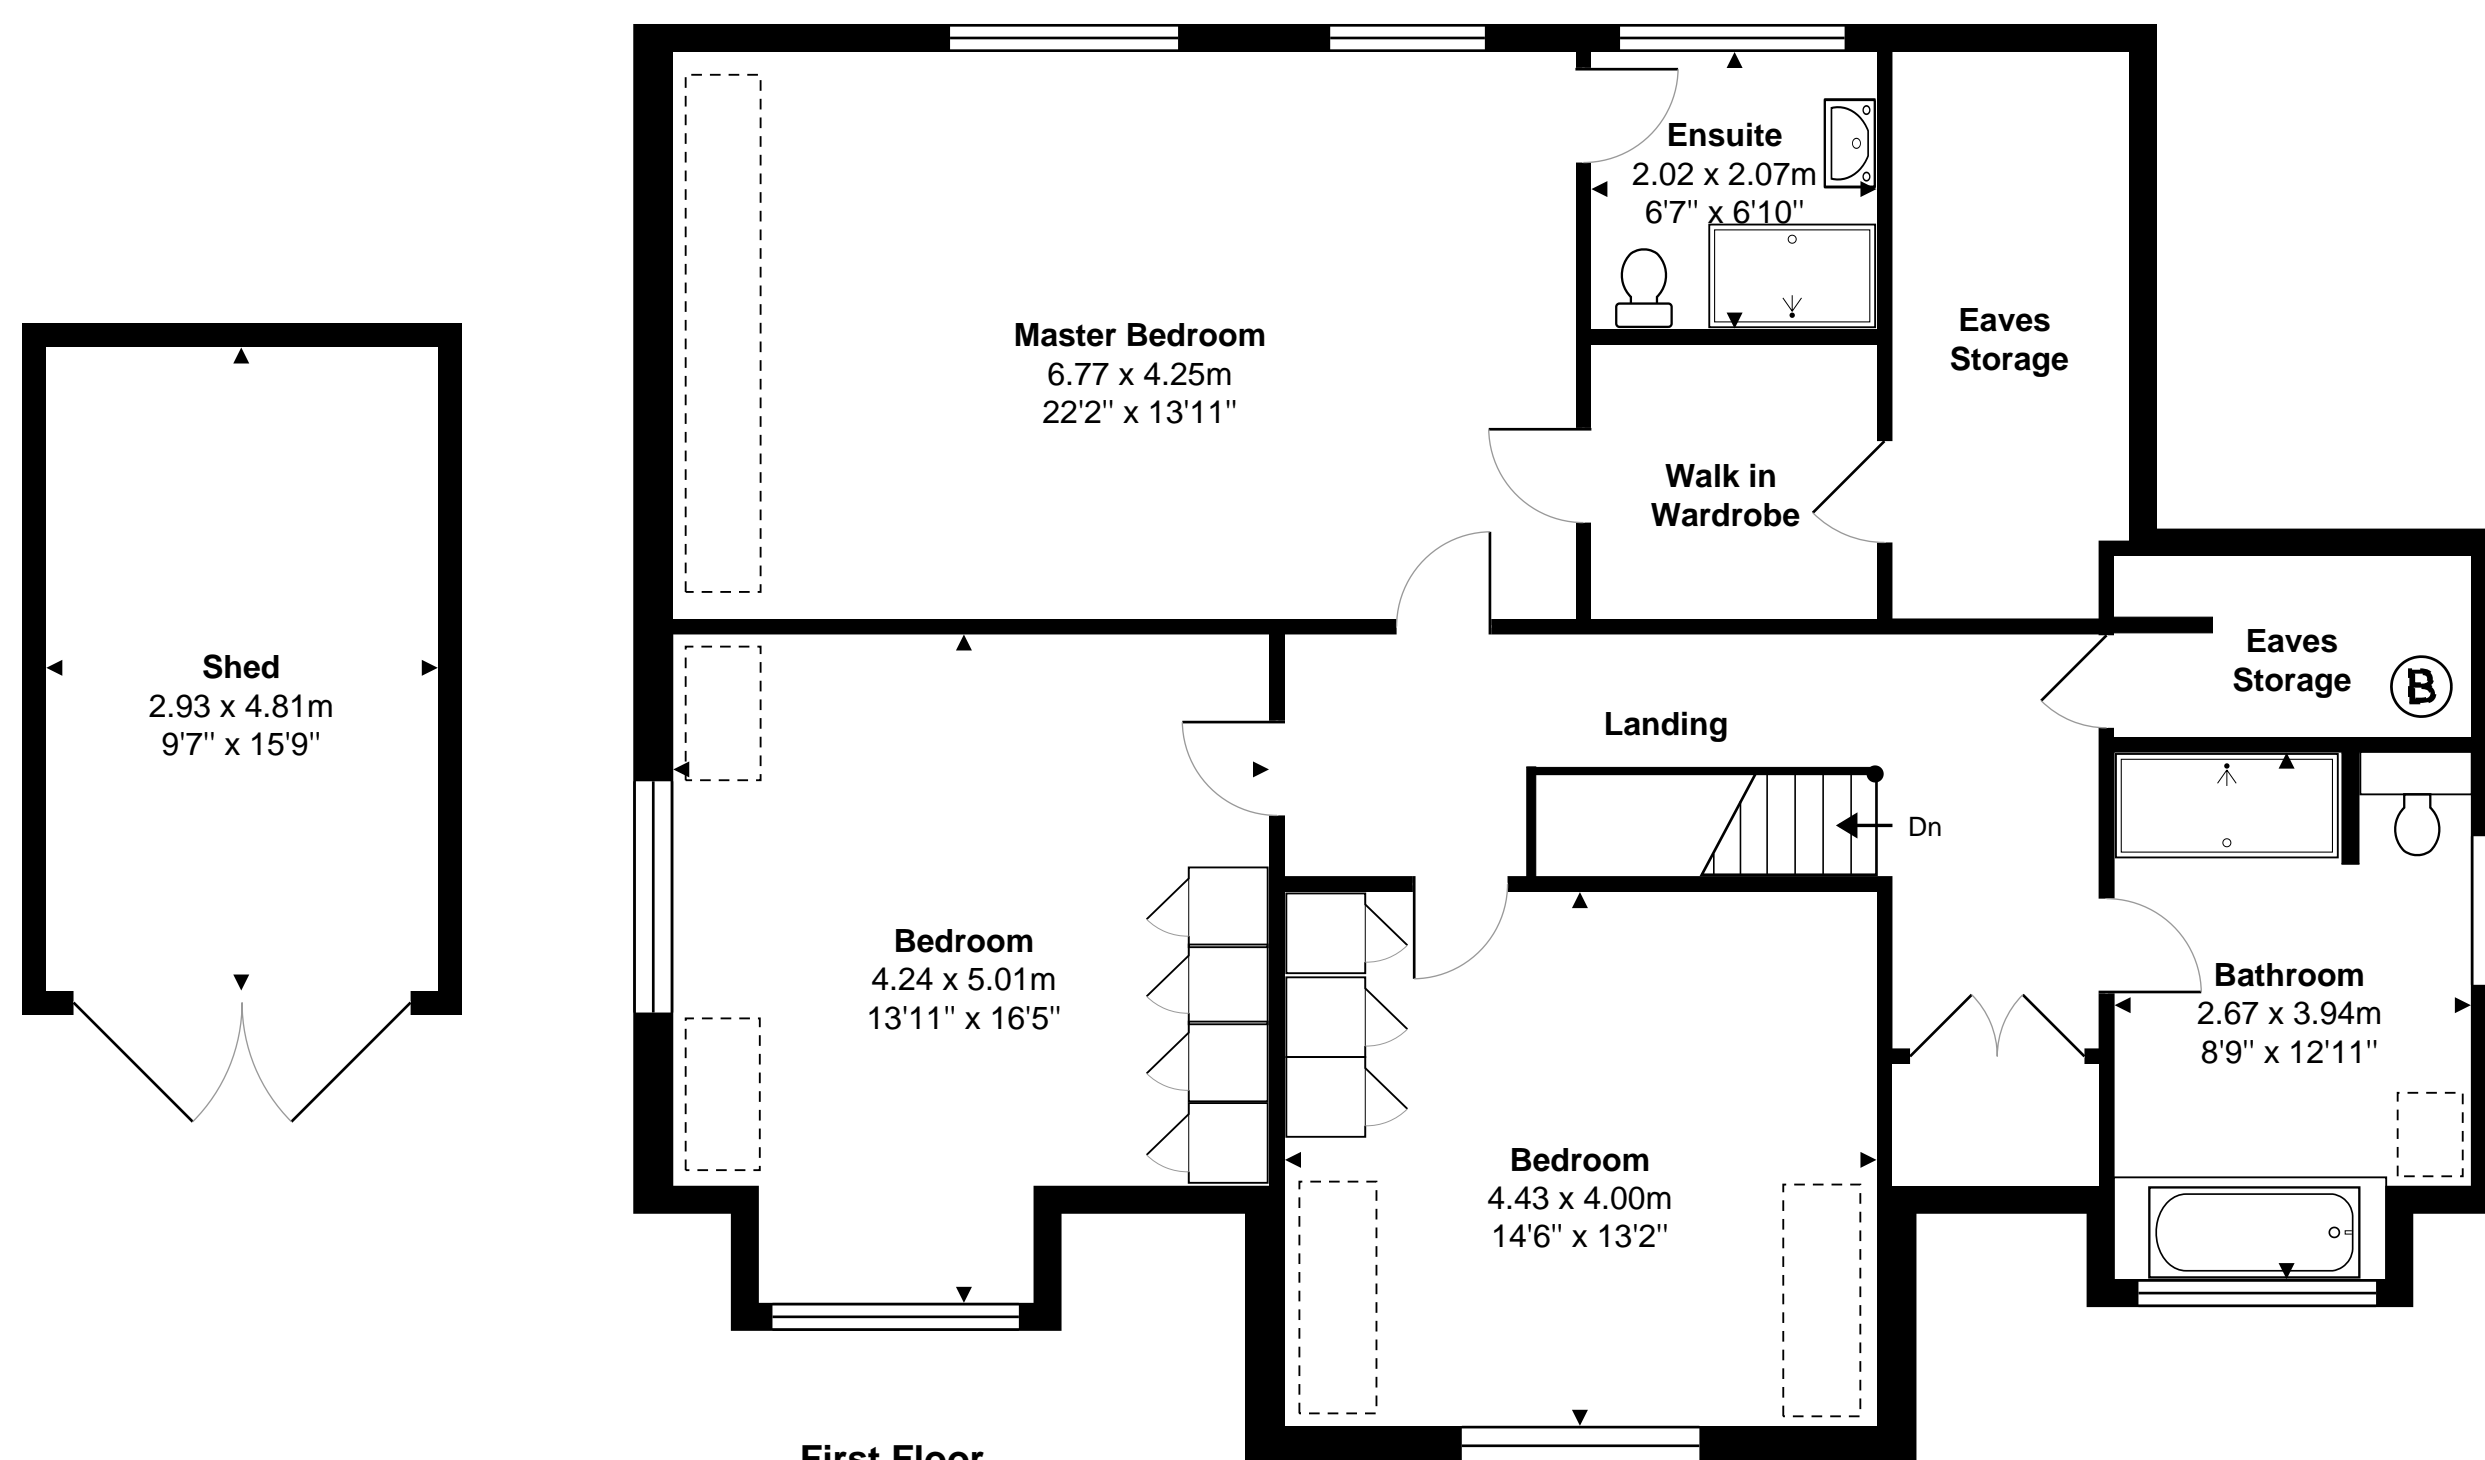 Ensuite
2.02 x 2.07m
6'7" x 6'10"
Master Bedroom
6.77 x 4.25m
22'2" x 13'11"
Eaves
Storage
Walk in
Wardrobe
Shed
2.93 x 4.81m
9'7" x 15'9"
Eaves
Storage
B
Landing
Dn
Bedroom
4.24 x 5.01m
13'11" x 16'5"
Bathroom
2.67 x 3.94m
8'9" x 12'11"
Bedroom
4.43 x 4.00m
14'6" x 13'2"
First Floor